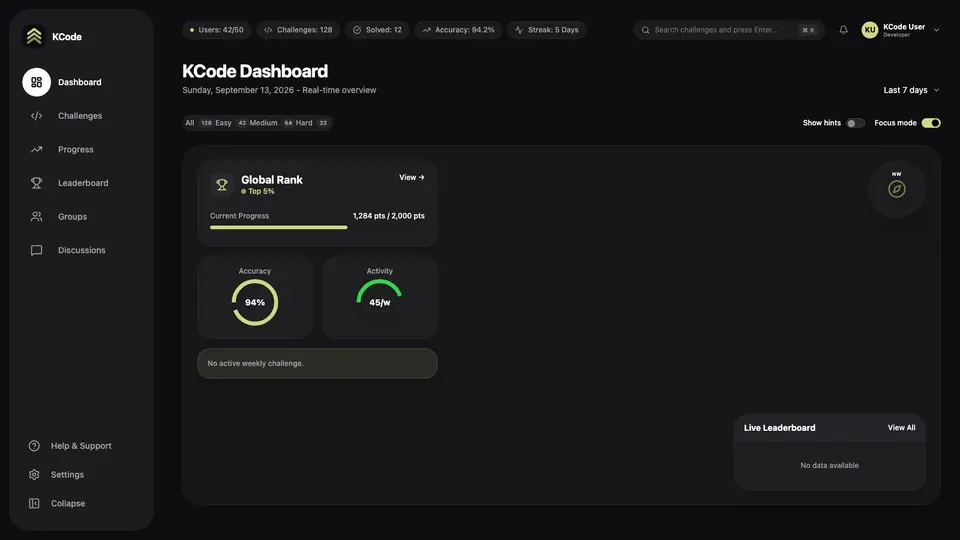 KCode
Users: 42/50
Challenges: 128
Solved: 12
Accuracy: 94.2%
Streak: 5 Days
Search challenges and press Enter...
⌘ K
KU
KCode User
Developer
Dashboard
Challenges
Progress
Leaderboard
Groups
Discussions
Help & Support
Settings
Collapse
KCode Dashboard
Sunday, September 13, 2026 - Real-time overview
Last 7 days
All 128 Easy 42 Medium 64 Hard 22
Show hints
Focus mode
Global Rank
Top 5%
View →
Current Progress
1,284 pts / 2,000 pts
Accuracy
94%
Activity
45/w
No active weekly challenge.
NW
Live Leaderboard
View All
No data available